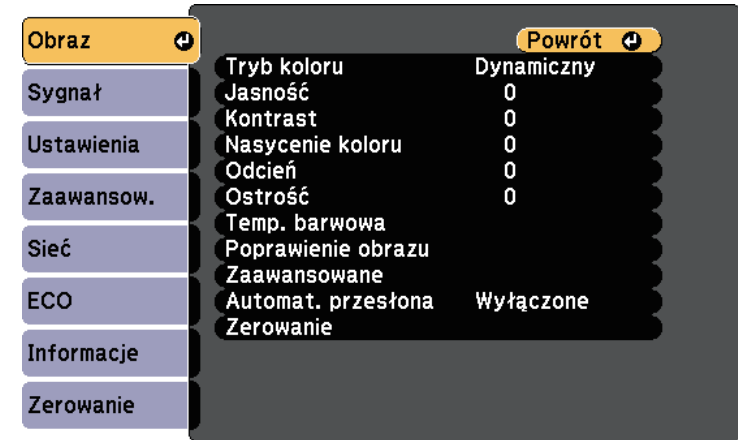 Obraz
Sygnał
Ustawienia
Zaawansow.
Sieć
ECO
Informacje
Zerowanie
Powrót
Tryb koloru Dynamiczny
Jasność 0
Kontrast 0
Nasycenie koloru 0
Odcień 0
Ostrość 0
Temp. barwowa
Poprawienie obrazu
Zaawansowane
Automat. przesłona Wyłączone
Zerowanie